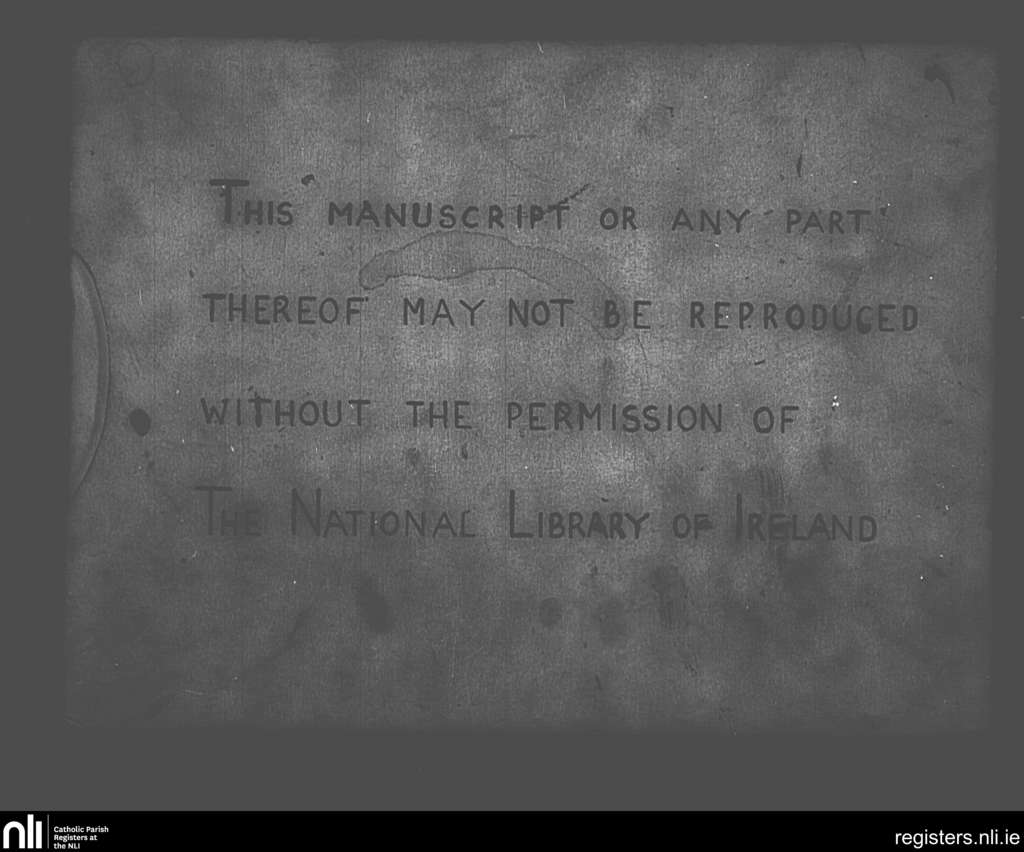 THIS MANUSCRIPT OR ANY PART
THEREOF MAY NOT BE REPRODUCED
WITHOUT THE PERMISSION OF
THE NATIONAL LIBRARY OF IRELAND
nli
Catholic Parish
Registers at
the NLI
registers.nli.ie